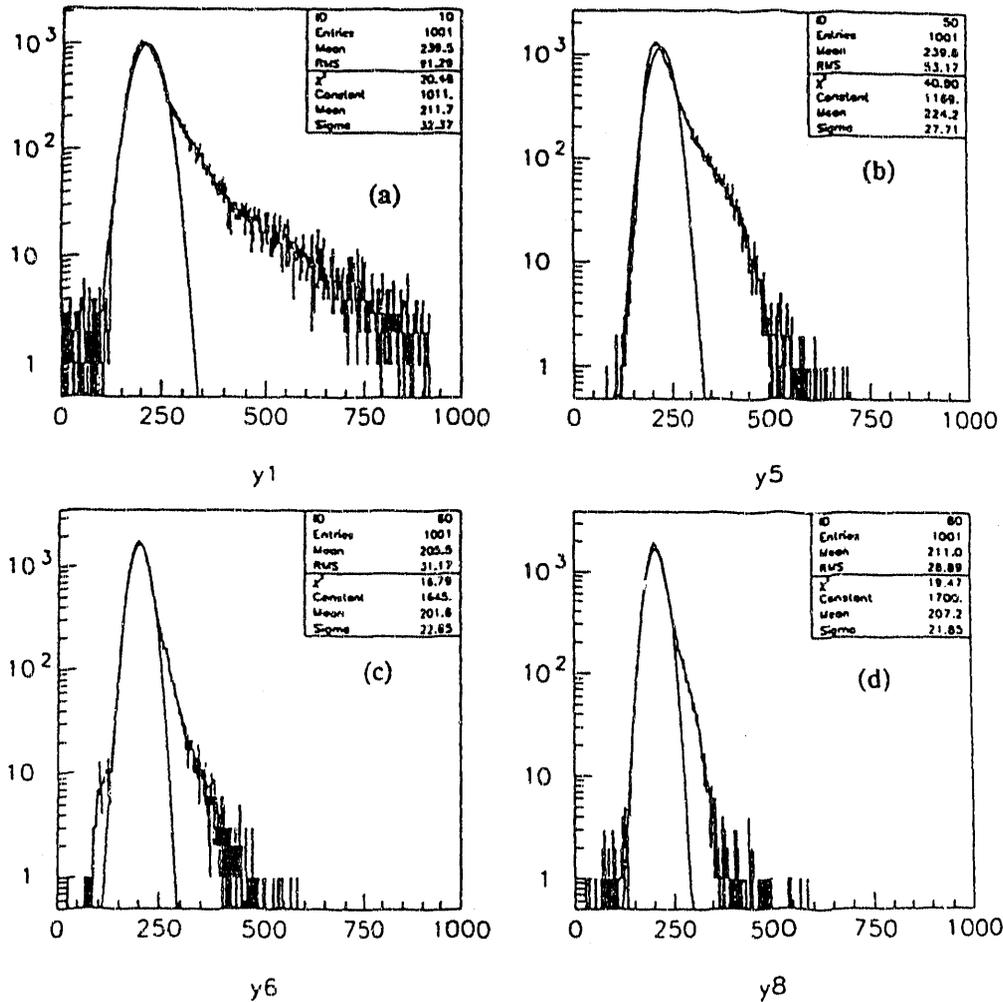 ID 10
Entries 1001
Mean 239.5
RMS 91.29
χ² 20.48
Constant 1011.
Mean 211.7
Sigma 32.37
10³
10²
10
1
(a)
0 250 500 750 1000
y1
ID 50
Entries 1001
Mean 239.6
RMS 53.17
χ² 40.90
Constant 1169.
Mean 224.2
Sigma 27.71
10³
10²
10
1
(b)
0 250 500 750 1000
y5
ID 60
Entries 1001
Mean 205.5
RMS 31.17
χ² 16.79
Constant 1645.
Mean 201.6
Sigma 22.65
10³
10²
10
1
(c)
0 250 500 750 1000
y6
ID
Entries 1001
Mean 211.0
RMS 28.89
χ² 19.47
Constant 1700.
Mean 207.2
Sigma 21.85
10³
10²
10
1
(d)
0 250 500 750 1000
y8